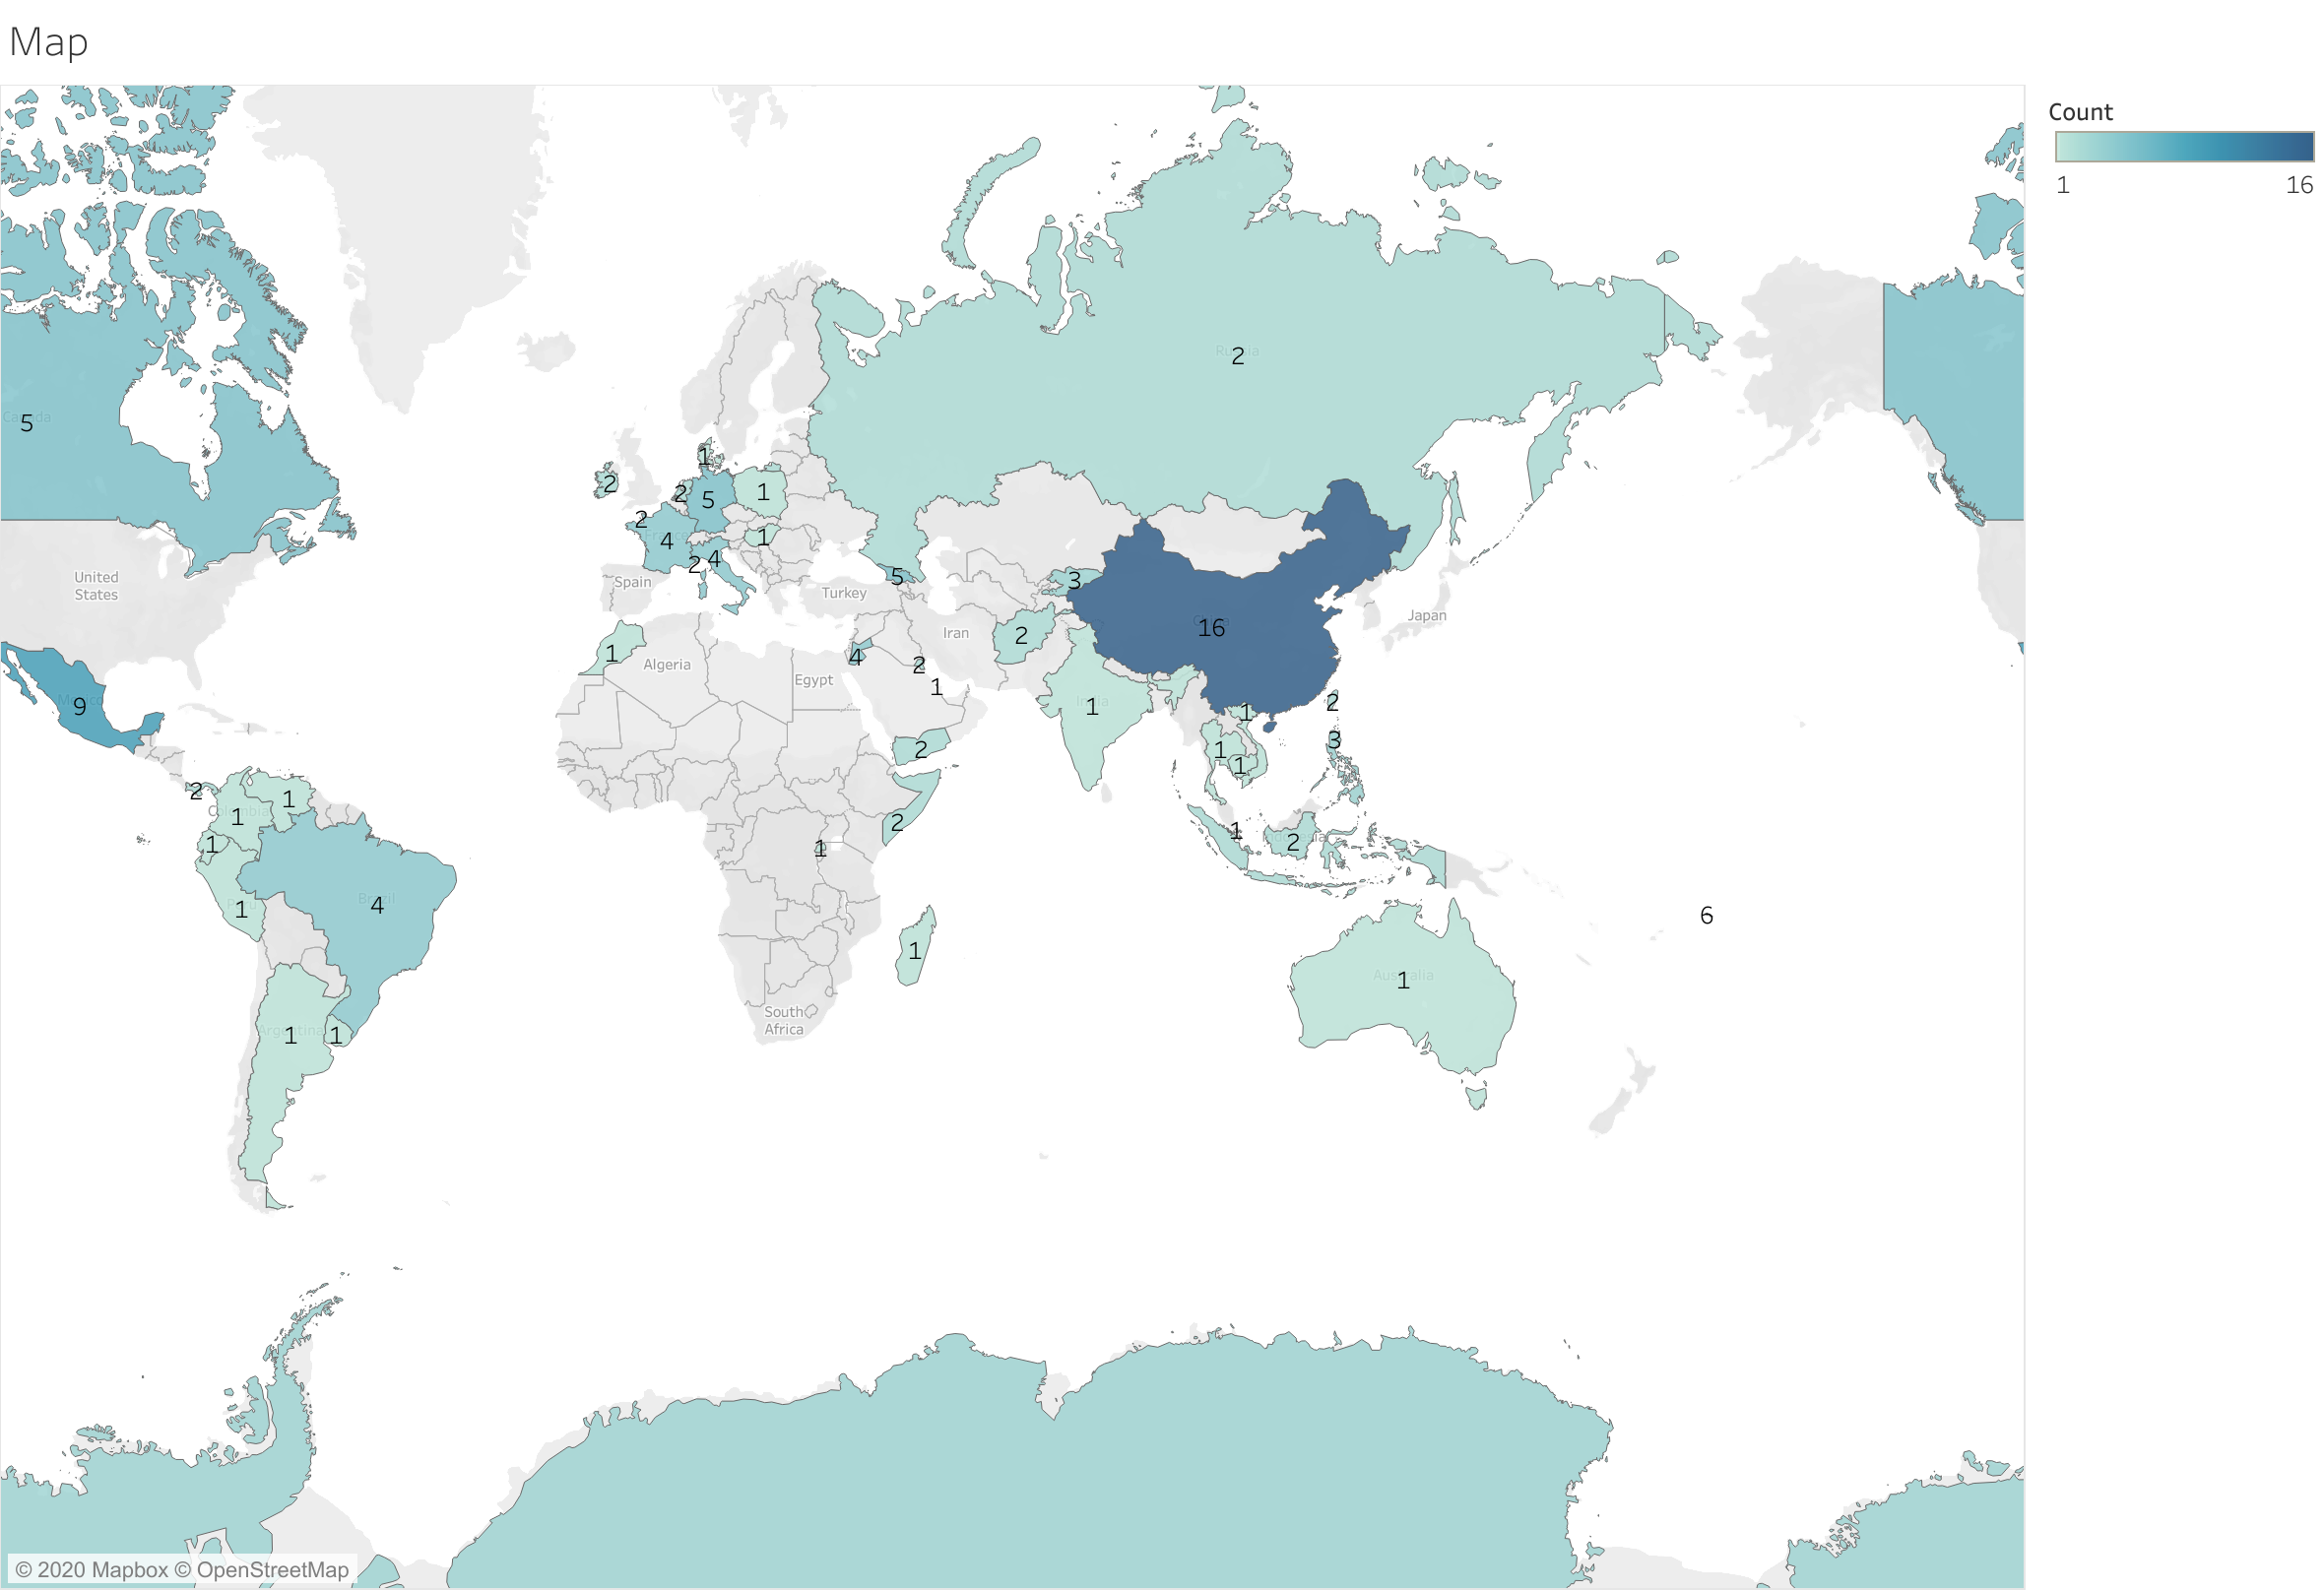 Map
Count
1 16
2
Russia
5
Canada
1
2
2
5
1
2
4
France
1
2
4
5
3
United
States
Spain
Turkey
Iran
Japan
16
2
1
4
2
1
Algeria
Egypt
9
Mexico
1
India
1
2
2
1
1
3
2
2
1
1
Colombia
1
1
2
1
2
Indonesia
4
Brazil
1
6
1
1
Australia
South
Africa
1
Argentina
1
© 2020 Mapbox © OpenStreetMap